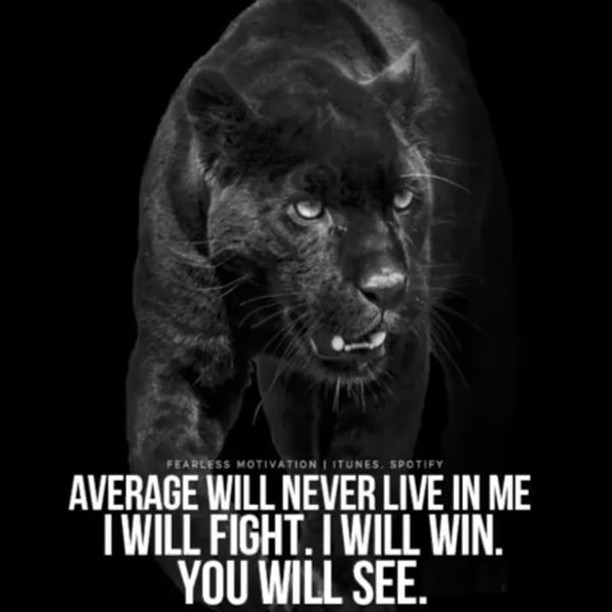 FEARLESS MOTIVATION | ITUNES, SPOTIFY
AVERAGE WILL NEVER LIVE IN ME
I WILL FIGHT. I WILL WIN.
YOU WILL SEE.